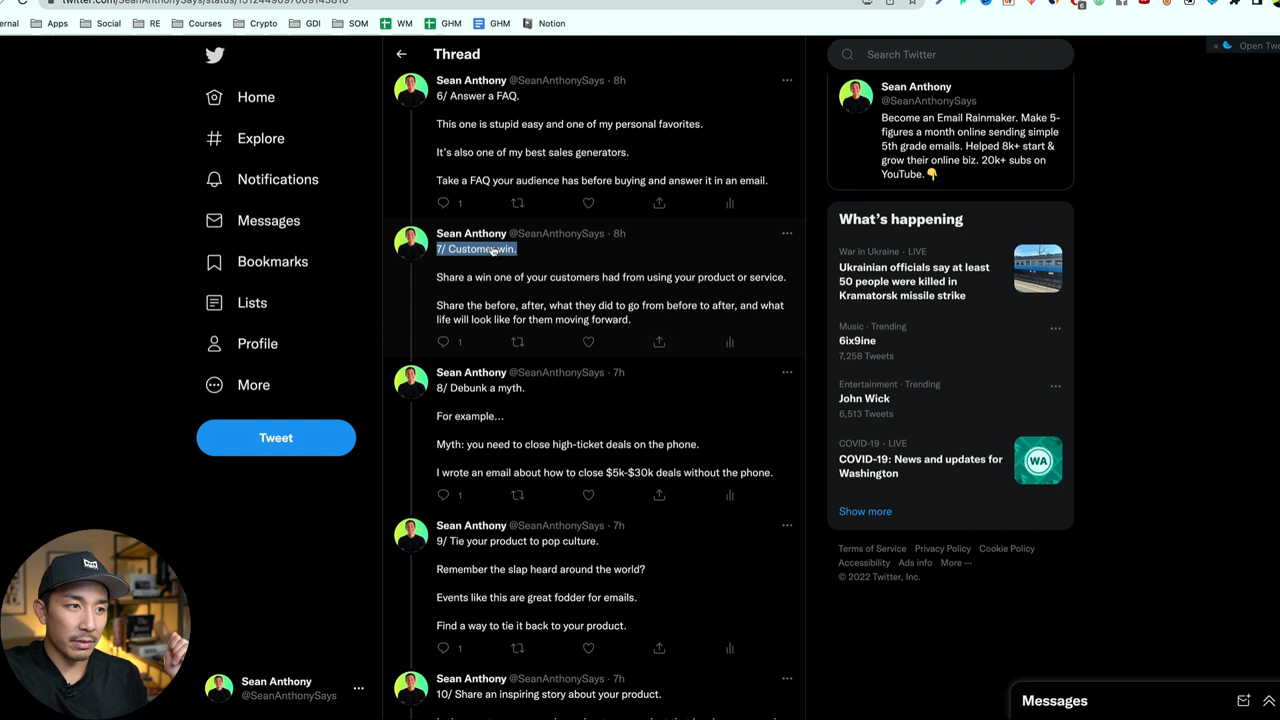 twitter.com/SeanAnthonySays/status/1512449097009143816
Apps
Social
RE
Courses
Crypto
GDI
SOM
WM
GHM
GHM
Notion
Home
Explore
Notifications
Messages
Bookmarks
Lists
Profile
More
Tweet
Sean Anthony
@SeanAnthonySays
Thread
Sean Anthony @SeanAnthonySays · 8h
6/ Answer a FAQ.
This one is stupid easy and one of my personal favorites.
It's also one of my best sales generators.
Take a FAQ your audience has before buying and answer it in an email.
1
Sean Anthony @SeanAnthonySays · 8h
7/ Customer win.
Share a win one of your customers had from using your product or service.
Share the before, after, what they did to go from before to after, and what
life will look like for them moving forward.
1
Sean Anthony @SeanAnthonySays · 7h
8/ Debunk a myth.
For example…
Myth: you need to close high-ticket deals on the phone.
I wrote an email about how to close $5k-$30k deals without the phone.
1
Sean Anthony @SeanAnthonySays · 7h
9/ Tie your product to pop culture.
Remember the slap heard around the world?
Events like this are great fodder for emails.
Find a way to tie it back to your product.
1
Sean Anthony @SeanAnthonySays · 7h
10/ Share an inspiring story about your product.
Search Twitter
Sean Anthony
@SeanAnthonySays
Become an Email Rainmaker. Make 5-
figures a month online sending simple
5th grade emails. Helped 8k+ start &
grow their online biz. 20k+ subs on
YouTube.👇
What's happening
War in Ukraine · LIVE
Ukrainian officials say at least
50 people were killed in
Kramatorsk missile strike
Music · Trending
6ix9ine
7,258 Tweets
Entertainment · Trending
John Wick
6,513 Tweets
COVID-19 · LIVE
COVID-19: News and updates for
Washington
WA
Show more
Terms of Service Privacy Policy Cookie Policy
Accessibility Ads info More ···
© 2022 Twitter, Inc.
« Open
Messages